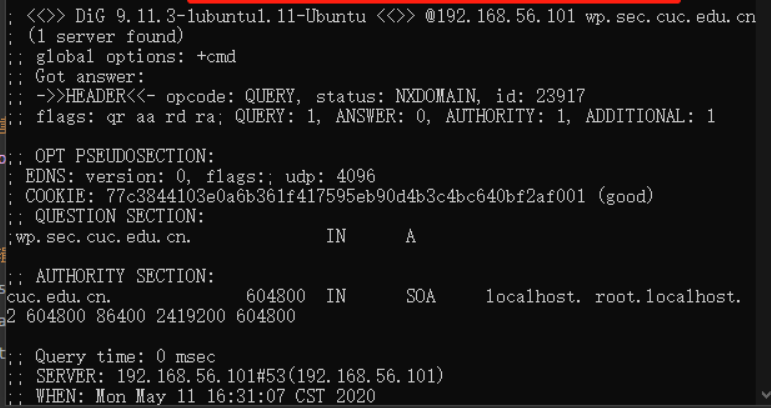 ; <<>> DiG 9.11.3-1ubuntu1.11-Ubuntu <<>> @192.168.56.101 wp.sec.cuc.edu.cn
; (1 server found)
;; global options: +cmd
;; Got answer:
;; ->>HEADER<<- opcode: QUERY, status: NXDOMAIN, id: 23917
;; flags: qr aa rd ra; QUERY: 1, ANSWER: 0, AUTHORITY: 1, ADDITIONAL: 1
;; OPT PSEUDOSECTION:
; EDNS: version: 0, flags:; udp: 4096
; COOKIE: 77c3844103e0a6b361f417595eb90d4b3c4bc640bf2af001 (good)
;; QUESTION SECTION:
;wp.sec.cuc.edu.cn. IN A
;; AUTHORITY SECTION:
cuc.edu.cn. 604800 IN SOA localhost. root.localhost.
2 604800 86400 2419200 604800
;; Query time: 0 msec
;; SERVER: 192.168.56.101#53(192.168.56.101)
;; WHEN: Mon May 11 16:31:07 CST 2020